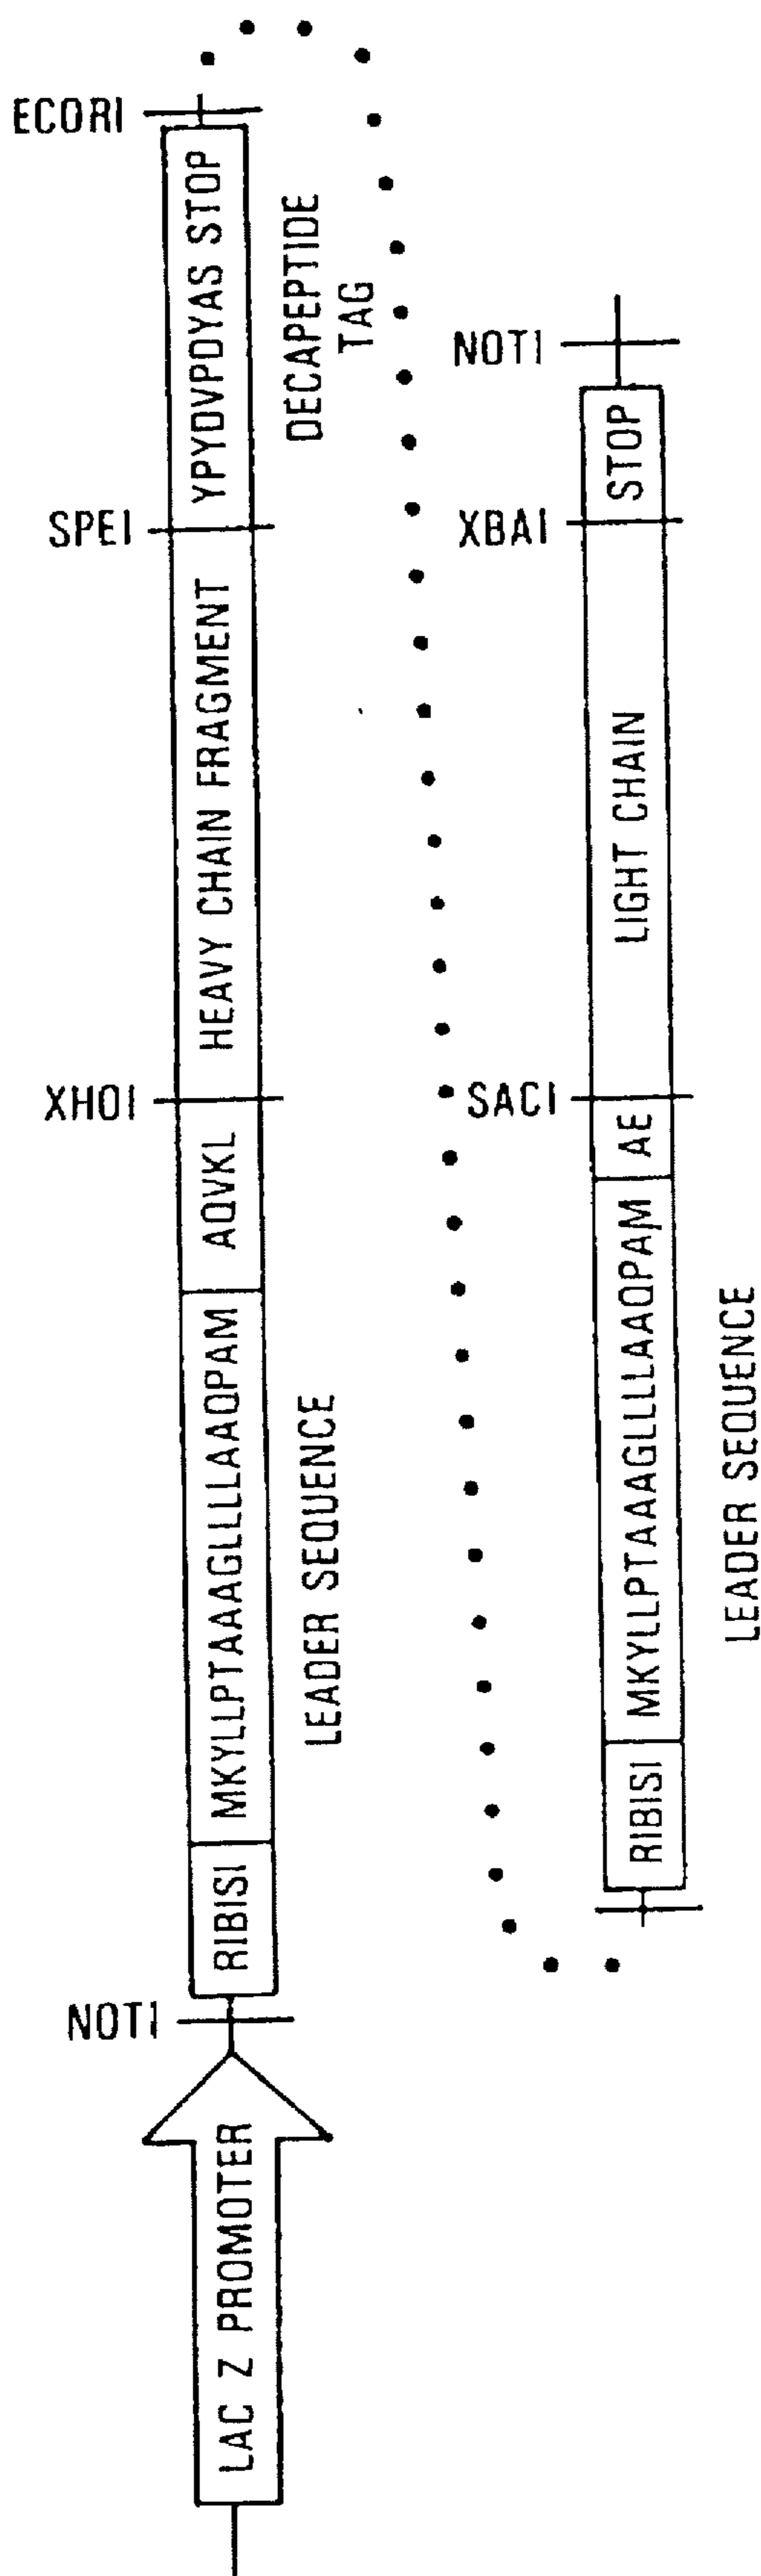 ECORI
YPYDVPDYAS STOP
DECAPEPTIDE
TAG
SPEI
HEAVY CHAIN FRAGMENT
XHOI
AQVKL
MKYLLPTAAAGLLLLAAQPAM
LEADER SEQUENCE
RIBISI
NOTI
LAC Z PROMOTER
NOTI
STOP
XBAI
LIGHT CHAIN
SACI
AE
MKYLLPTAAAGLLLLAAQPAM
LEADER SEQUENCE
RIBISI